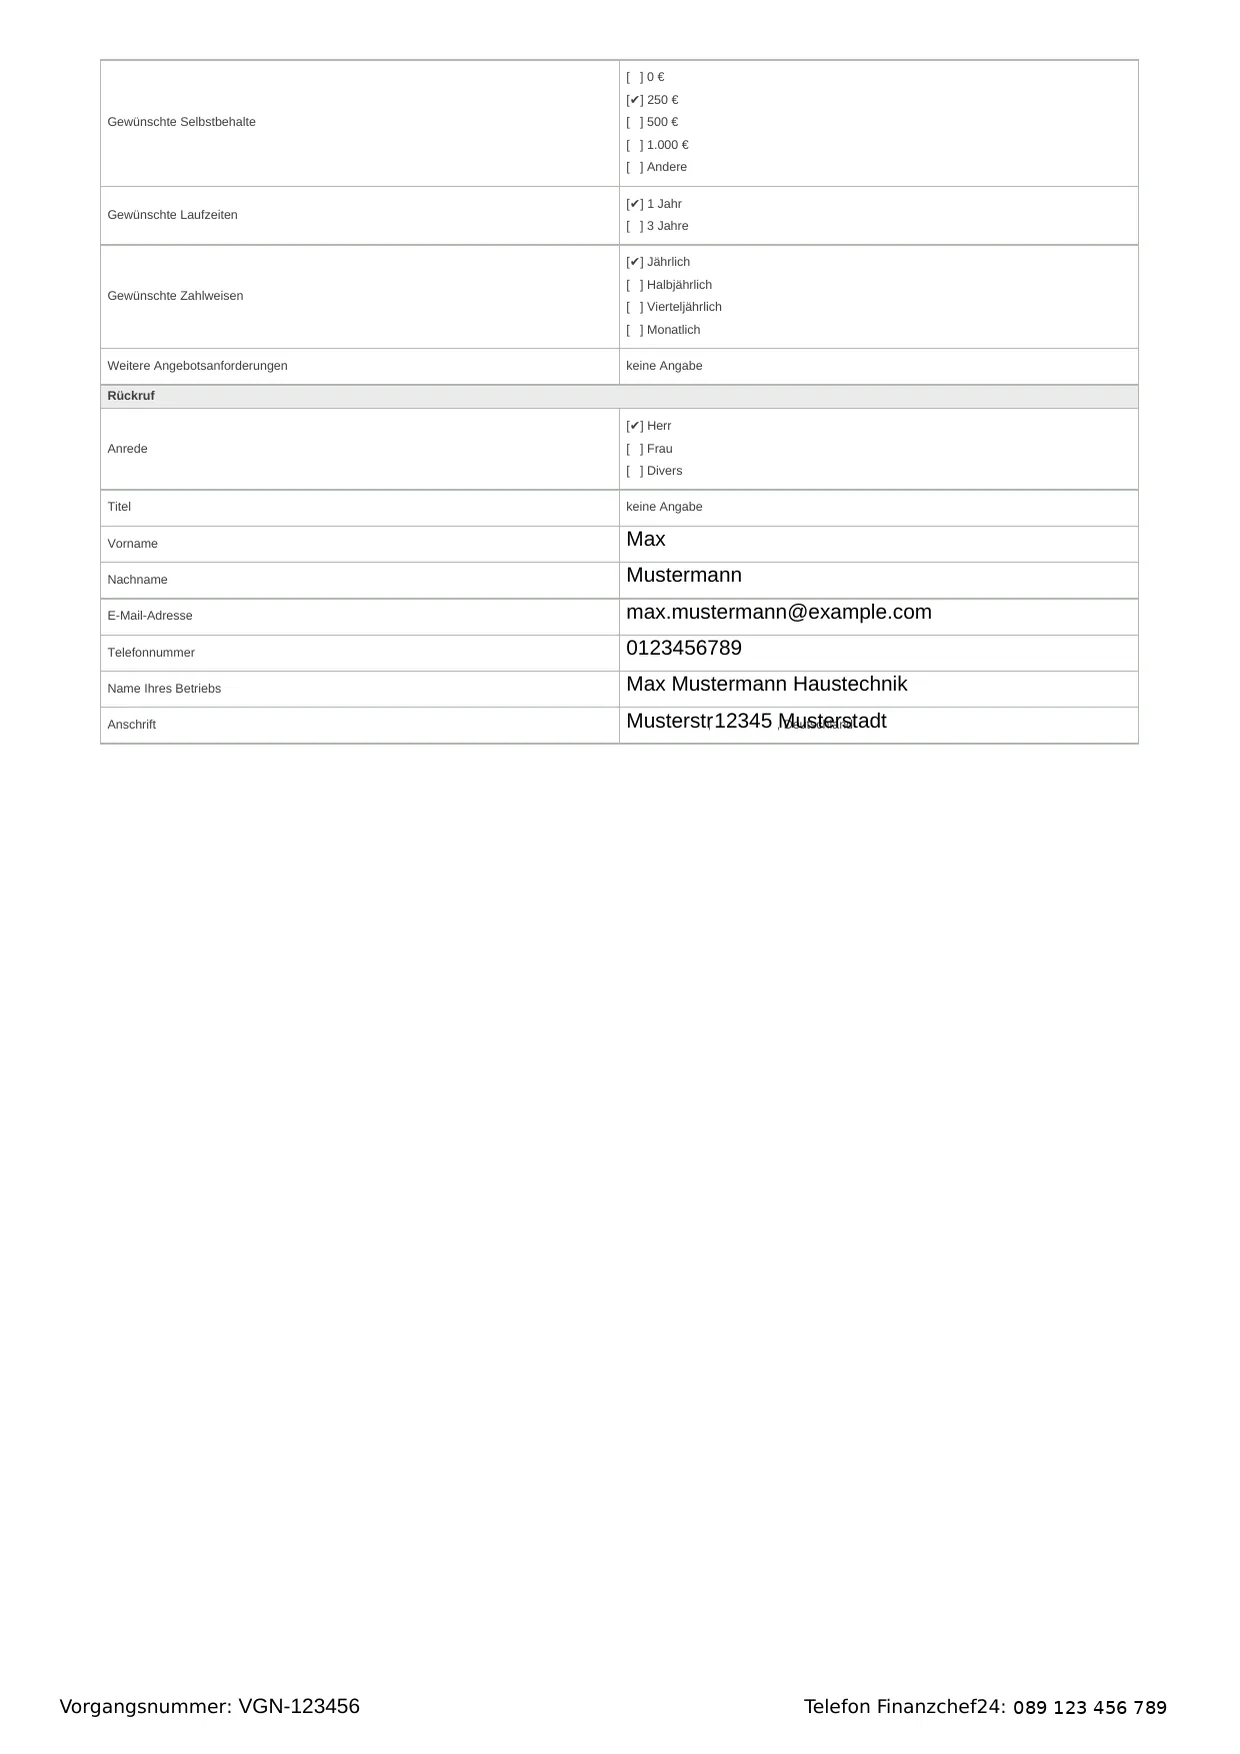 Gewünschte Selbstbehalte
[ ] 0 €
[✔] 250 €
[ ] 500 €
[ ] 1.000 €
[ ] Andere
Gewünschte Laufzeiten
[✔] 1 Jahr
[ ] 3 Jahre
Gewünschte Zahlweisen
[✔] Jährlich
[ ] Halbjährlich
[ ] Vierteljährlich
[ ] Monatlich
Weitere Angebotsanforderungen keine Angabe
Rückruf
Anrede
[✔] Herr
[ ] Frau
[ ] Divers
Titel keine Angabe
Vorname Max
Nachname Mustermann
E-Mail-Adresse max.mustermann@example.com
Telefonnummer 0123456789
Name Ihres Betriebs Max Mustermann Haustechnik
Anschrift Musterstr, 12345 Musterstadt, Deutschland
Vorgangsnummer: VGN-123456 Telefon Finanzchef24: 089 123 456 789